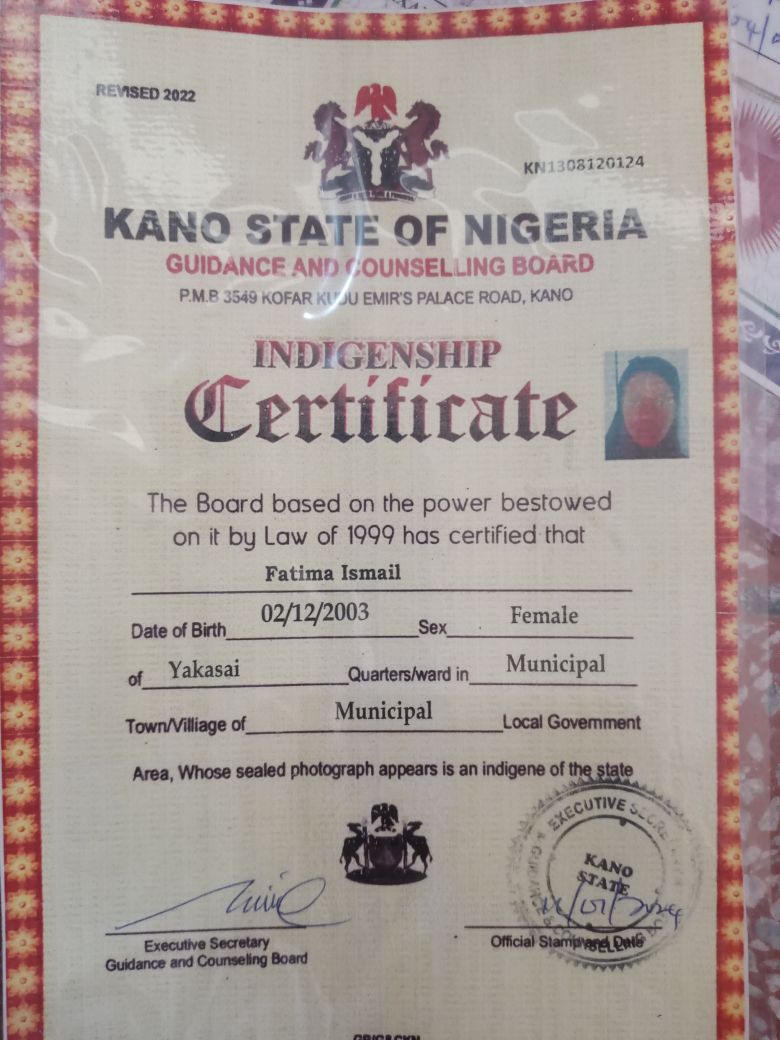 REVISED 2022
KN1308120124
KANO STATE OF NIGERIA
GUIDANCE AND COUNSELLING BOARD
P.M.B 3549 KOFAR KUDU EMIR'S PALACE ROAD, KANO
INDIGENSHIP
Certificate
The Board based on the power bestowed
on it by Law of 1999 has certified that
Fatima Ismail
Date of Birth 02/12/2003 Sex Female
of Yakasai Quarters/ward in Municipal
Town/Villiage of Municipal Local Government
Area, Whose sealed photograph appears is an indigene of the state
EXECUTIVE
KANO
STATE
Executive Secretary
Guidance and Counseling Board
Official Stamp and Date